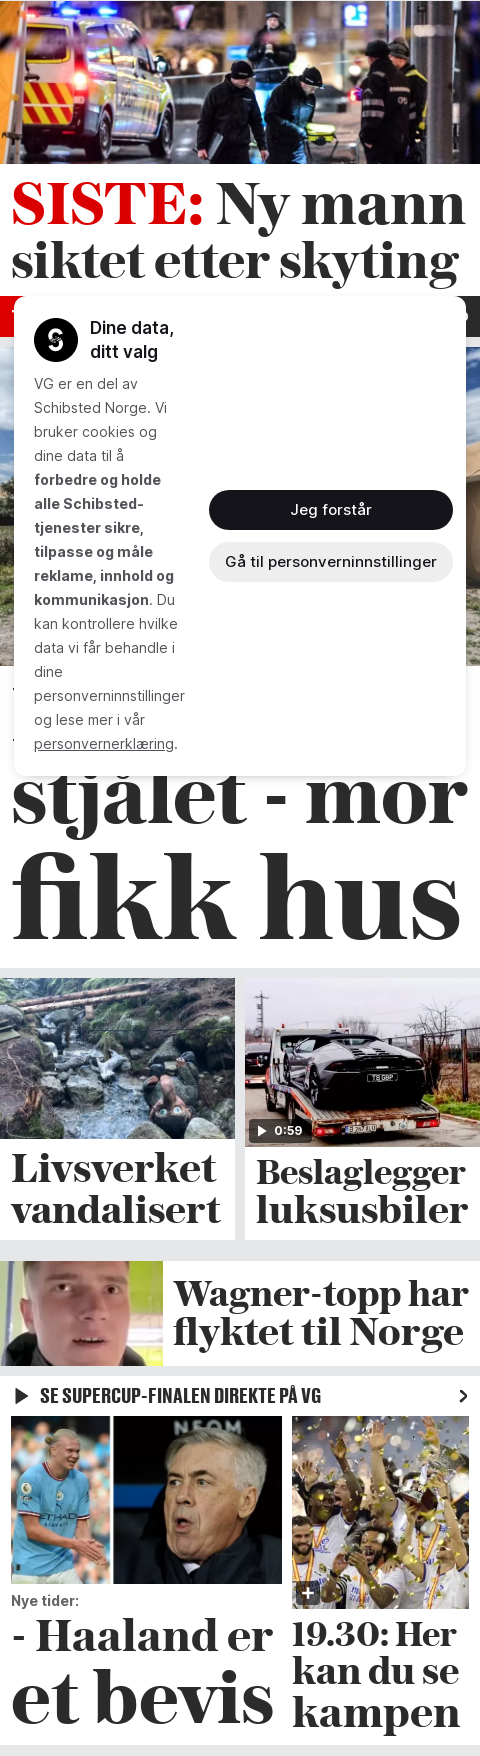 SISTE: Ny mann
siktet etter skyting
Dine data,
ditt valg
VG er en del av
Schibsted Norge. Vi
bruker cookies og
dine data til å
forbedre og holde
alle Schibsted-
tjenester sikre,
tilpasse og måle
reklame, innhold og
kommunikasjon. Du
kan kontrollere hvilke
data vi får behandle i
dine
personverninnstillinger
og lese mer i vår
personvernerklæring.
Jeg forstår
Gå til personverninnstillinger
stjålet - mor
fikk hus
0:59
Livsverket
vandalisert
Beslaglegger
luksusbiler
Wagner-topp har
flyktet til Norge
SE SUPERCUP-FINALEN DIREKTE PÅ VG
NEOM
ETIHAD
Nye tider:
- Haaland er
et bevis
19.30: Her
kan du se
kampen